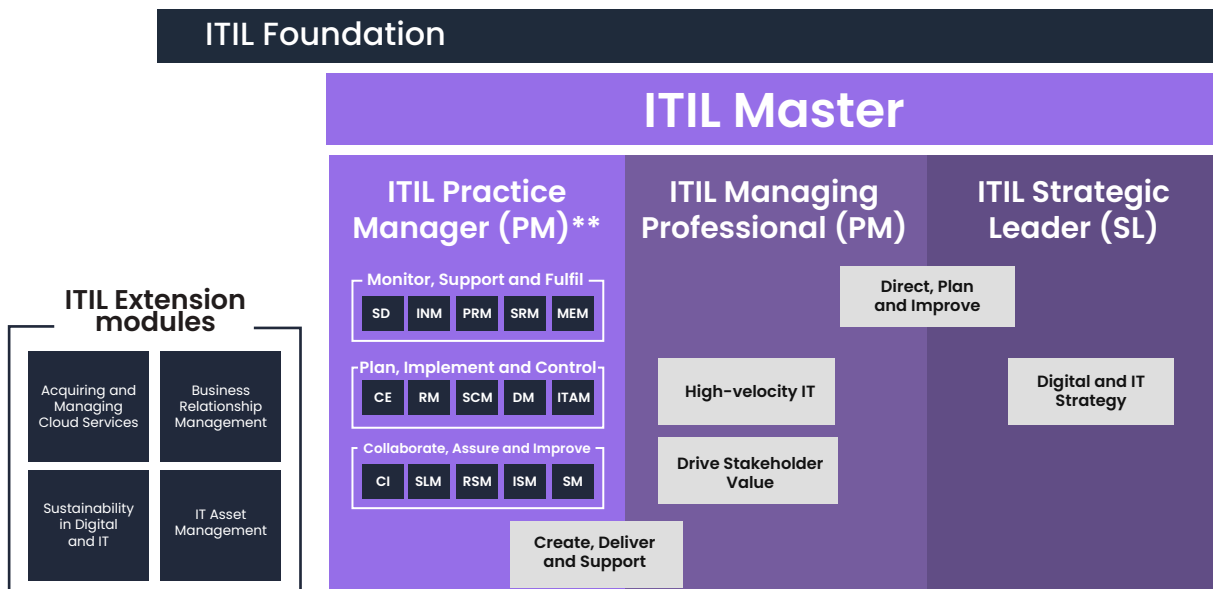 ITIL Foundation
ITIL Master
ITIL Practice
Manager (PM)**
ITIL Managing
Professional (PM)
ITIL Strategic
Leader (SL)
Monitor, Support and Fulfil
SD INM PRM SRM MEM
Plan, Implement and Control
CE RM SCM DM ITAM
Collaborate, Assure and Improve
CI SLM RSM ISM SM
Create, Deliver
and Support
Direct, Plan
and Improve
High-velocity IT
Drive Stakeholder
Value
Digital and IT
Strategy
ITIL Extension
modules
Acquiring and
Managing
Cloud Services
Business
Relationship
Management
Sustainability
in Digital
and IT
IT Asset
Management